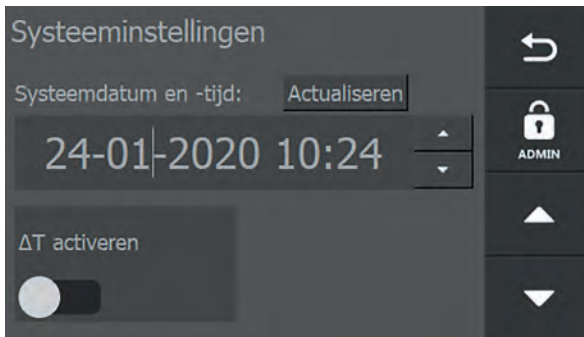 Systeeminstellingen
Systeemdatum en -tijd: Actualiseren
24-01-2020 10:24
ADMIN
ΔT activeren